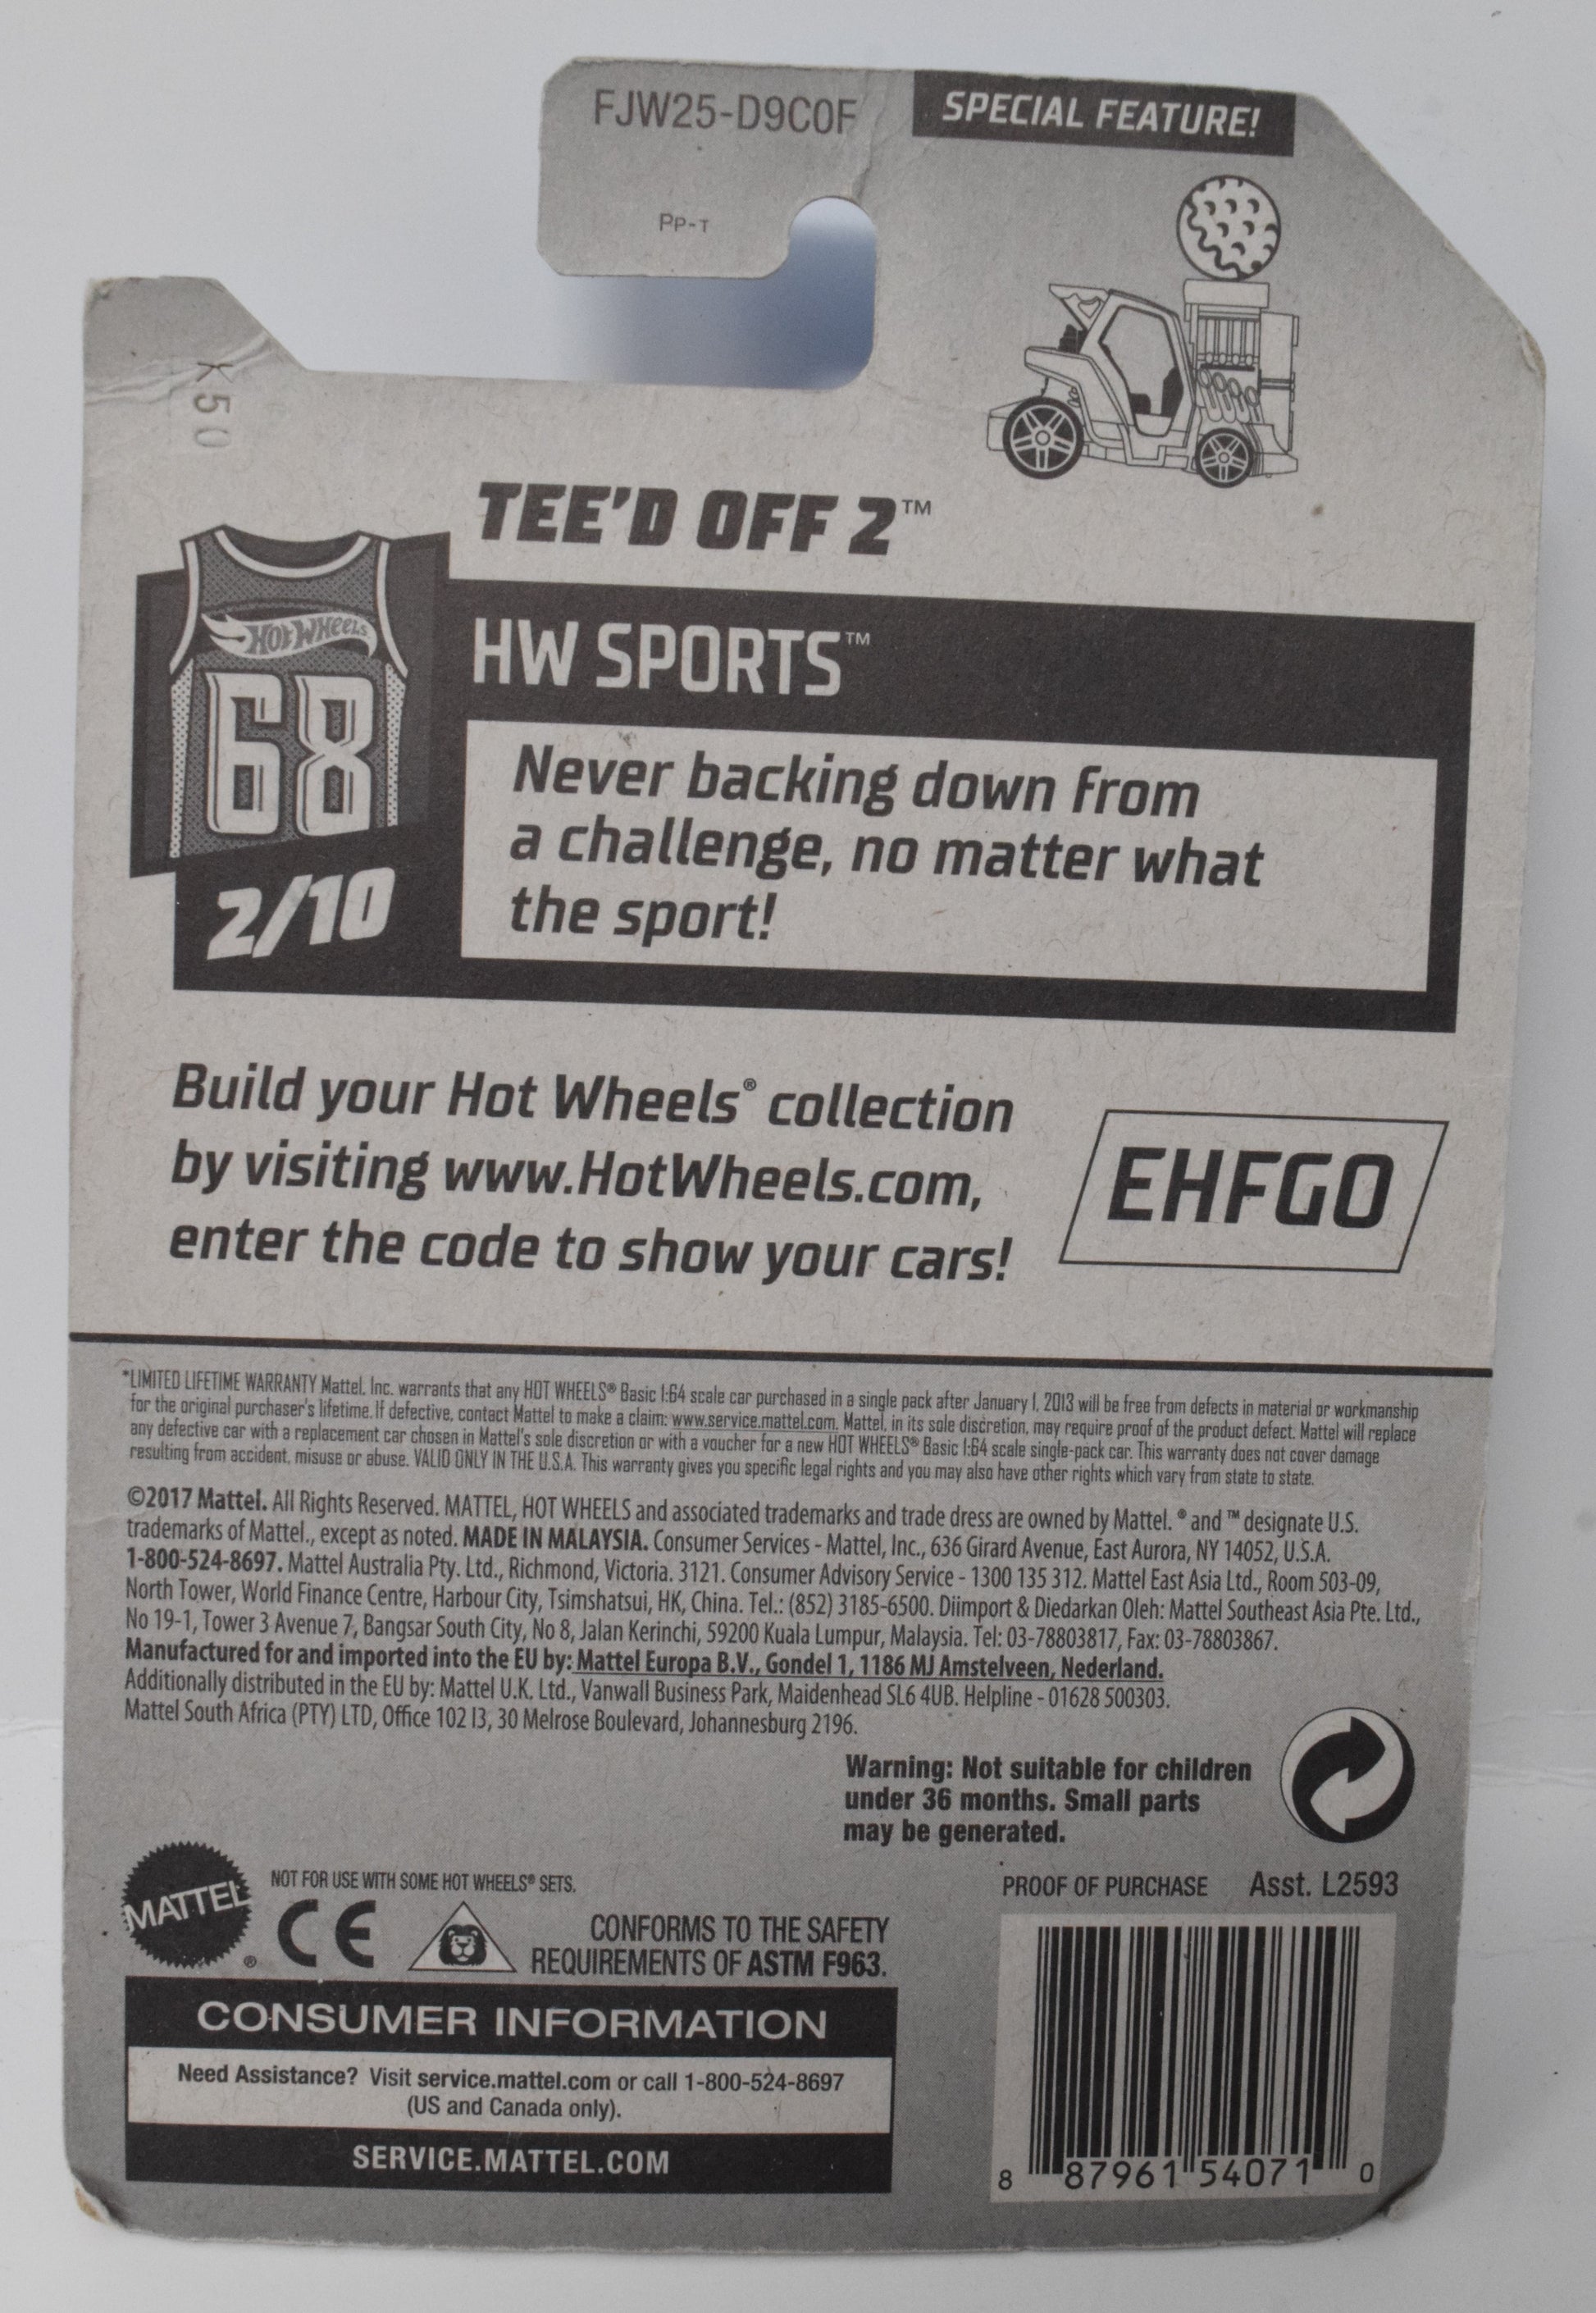 FJW25-D9C0F
SPECIAL FEATURE!
PP-T
K50
TEE'D OFF 2™
HOT WHEELS
68
2/10
HW SPORTS™
Never backing down from
a challenge, no matter what
the sport!
Build your Hot Wheels® collection
by visiting www.HotWheels.com,
enter the code to show your cars!
EHFGO
*LIMITED LIFETIME WARRANTY Mattel, Inc. warrants that any HOT WHEELS® Basic 1:64 scale car purchased in a single pack after January 1, 2013 will be free from defects in material or workmanship
for the original purchaser's lifetime. If defective, contact Mattel to make a claim: www.service.mattel.com. Mattel, in its sole discretion, may require proof of the product defect. Mattel will replace
any defective car with a replacement car chosen in Mattel's sole discretion or with a voucher for a new HOT WHEELS® Basic 1:64 scale single-pack car. This warranty does not cover damage
resulting from accident, misuse or abuse. VALID ONLY IN THE U.S.A. This warranty gives you specific legal rights and you may also have other rights which vary from state to state.
©2017 Mattel. All Rights Reserved. MATTEL, HOT WHEELS and associated trademarks and trade dress are owned by Mattel. ® and ™ designate U.S.
trademarks of Mattel., except as noted. MADE IN MALAYSIA. Consumer Services - Mattel, Inc., 636 Girard Avenue, East Aurora, NY 14052, U.S.A.
1-800-524-8697. Mattel Australia Pty. Ltd., Richmond, Victoria. 3121. Consumer Advisory Service - 1300 135 312. Mattel East Asia Ltd., Room 503-09,
North Tower, World Finance Centre, Harbour City, Tsimshatsui, HK, China. Tel.: (852) 3185-6500. Diimport & Diedarkan Oleh: Mattel Southeast Asia Pte. Ltd.,
No 19-1, Tower 3 Avenue 7, Bangsar South City, No 8, Jalan Kerinchi, 59200 Kuala Lumpur, Malaysia. Tel: 03-78803817, Fax: 03-78803867.
Manufactured for and imported into the EU by: Mattel Europa B.V., Gondel 1, 1186 MJ Amstelveen, Nederland.
Additionally distributed in the EU by: Mattel U.K. Ltd., Vanwall Business Park, Maidenhead SL6 4UB. Helpline - 01628 500303.
Mattel South Africa (PTY) LTD, Office 102 I3, 30 Melrose Boulevard, Johannesburg 2196.
Warning: Not suitable for children
under 36 months. Small parts
may be generated.
MATTEL®
NOT FOR USE WITH SOME HOT WHEELS® SETS.
CE
CONFORMS TO THE SAFETY
REQUIREMENTS OF ASTM F963.
PROOF OF PURCHASE Asst. L2593
CONSUMER INFORMATION
Need Assistance? Visit service.mattel.com or call 1-800-524-8697
(US and Canada only).
SERVICE.MATTEL.COM
8 87961 54071 0